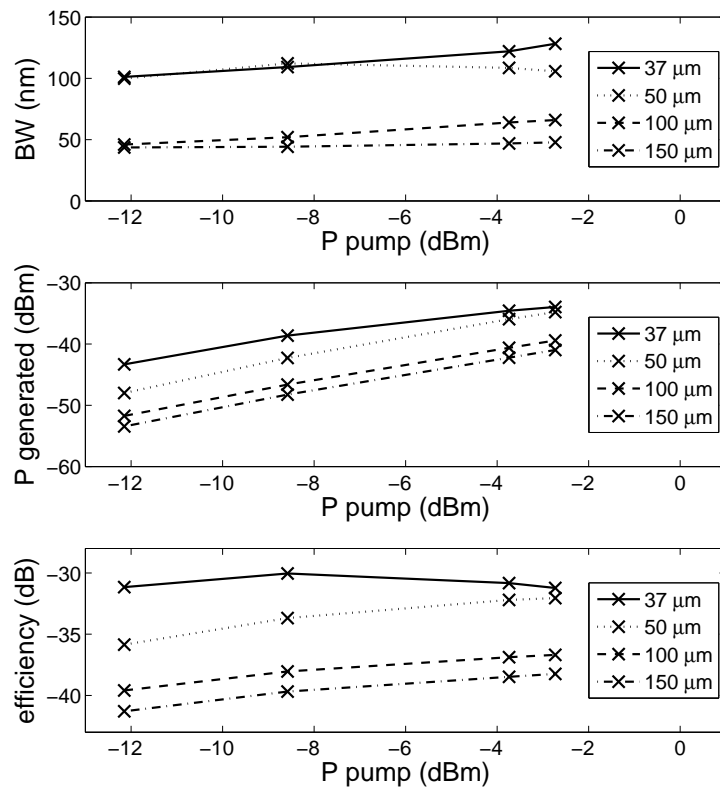 150
100
50
0
BW (nm)
−12 −10 −8 −6 −4 −2 0
P pump (dBm)
37 μm
50 μm
100 μm
150 μm
−30
−40
−50
−60
P generated (dBm)
−12 −10 −8 −6 −4 −2 0
P pump (dBm)
37 μm
50 μm
100 μm
150 μm
−30
−35
−40
efficiency (dB)
−12 −10 −8 −6 −4 −2 0
P pump (dBm)
37 μm
50 μm
100 μm
150 μm